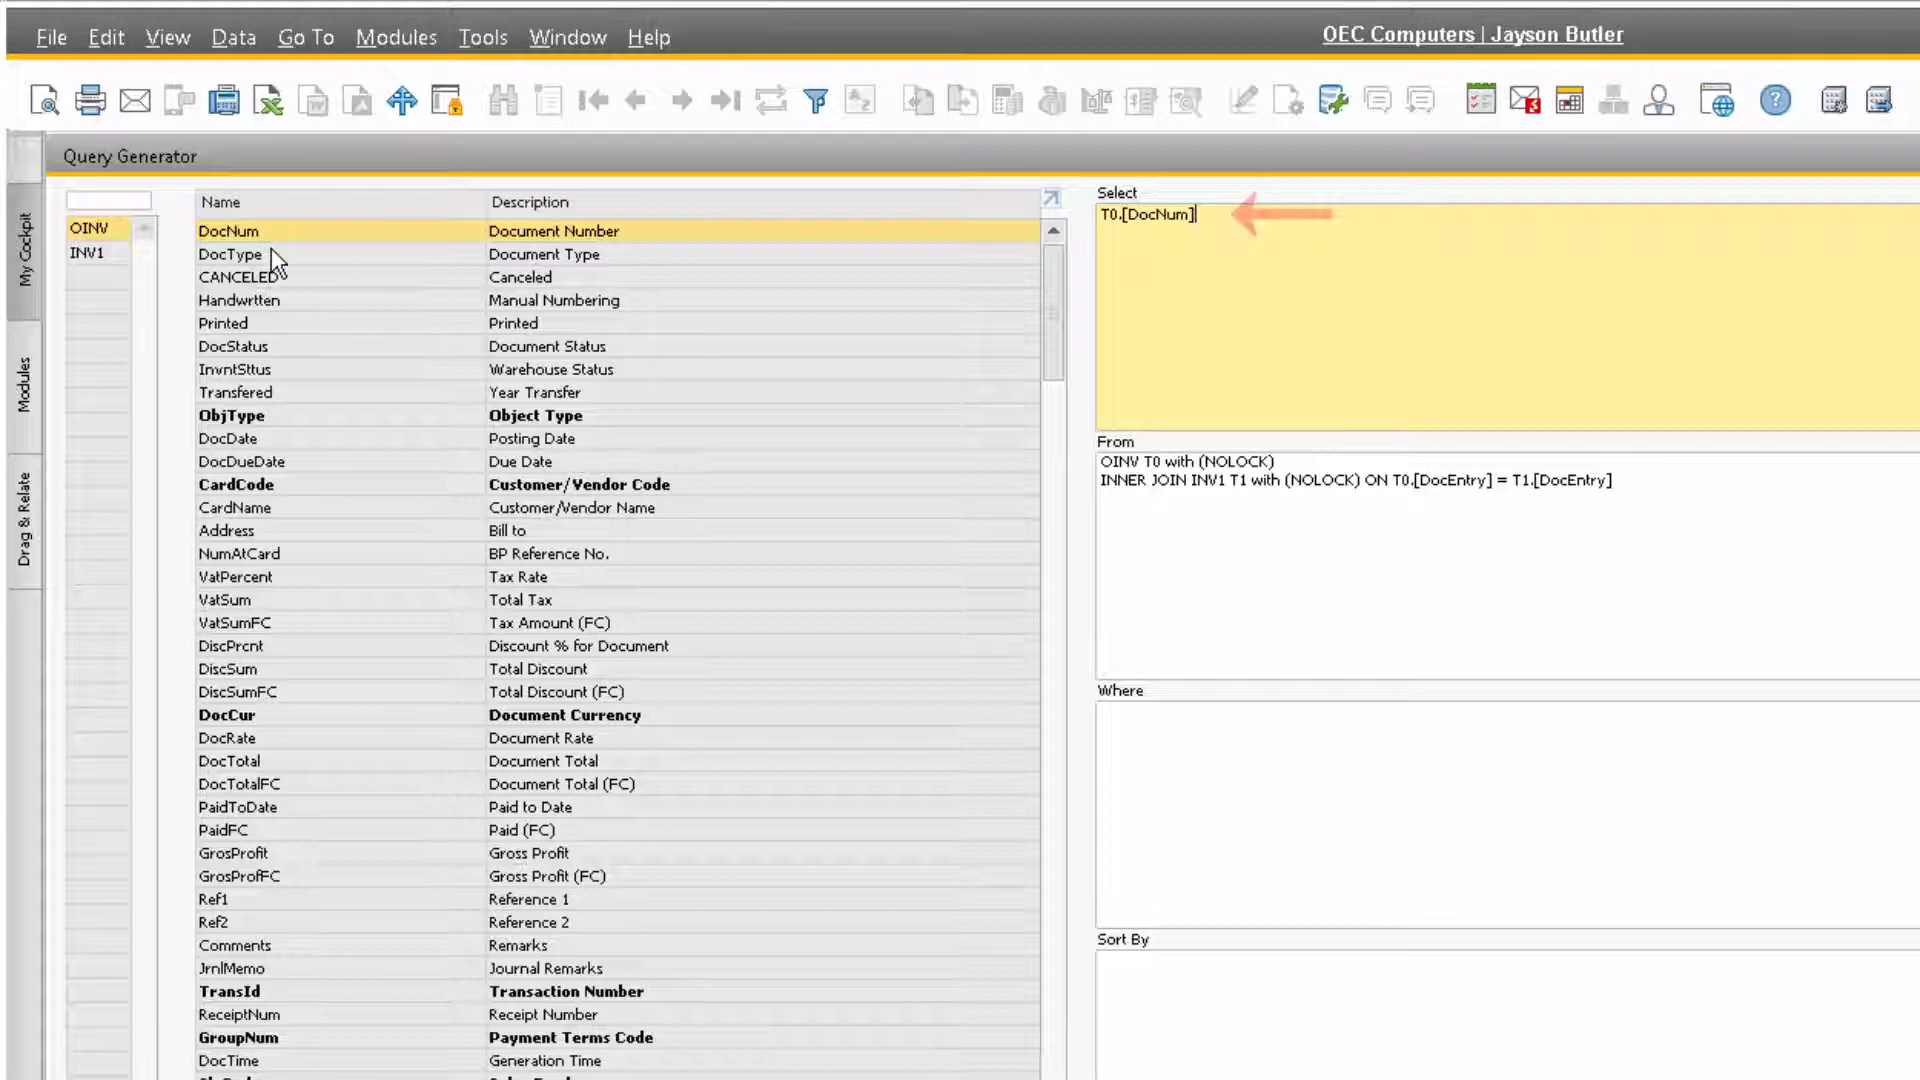 File Edit View Data Go To Modules Tools Window Help
OEC Computers | Jayson Butler
Query Generator
My Cockpit
Modules
Drag & Relate
OINV
INV1
Name Description
DocNum Document Number
DocType Document Type
CANCELED Canceled
Handwrtten Manual Numbering
Printed Printed
DocStatus Document Status
InvntSttus Warehouse Status
Transfered Year Transfer
ObjType Object Type
DocDate Posting Date
DocDueDate Due Date
CardCode Customer/Vendor Code
CardName Customer/Vendor Name
Address Bill to
NumAtCard BP Reference No.
VatPercent Tax Rate
VatSum Total Tax
VatSumFC Tax Amount (FC)
DiscPrcnt Discount % for Document
DiscSum Total Discount
DiscSumFC Total Discount (FC)
DocCur Document Currency
DocRate Document Rate
DocTotal Document Total
DocTotalFC Document Total (FC)
PaidToDate Paid to Date
PaidFC Paid (FC)
GrosProfit Gross Profit
GrosProfFC Gross Profit (FC)
Ref1 Reference 1
Ref2 Reference 2
Comments Remarks
JrnlMemo Journal Remarks
TransId Transaction Number
ReceiptNum Receipt Number
GroupNum Payment Terms Code
DocTime Generation Time
Select
T0.[DocNum]
From
OINV T0 with (NOLOCK)
INNER JOIN INV1 T1 with (NOLOCK) ON T0.[DocEntry] = T1.[DocEntry]
Where
Sort By